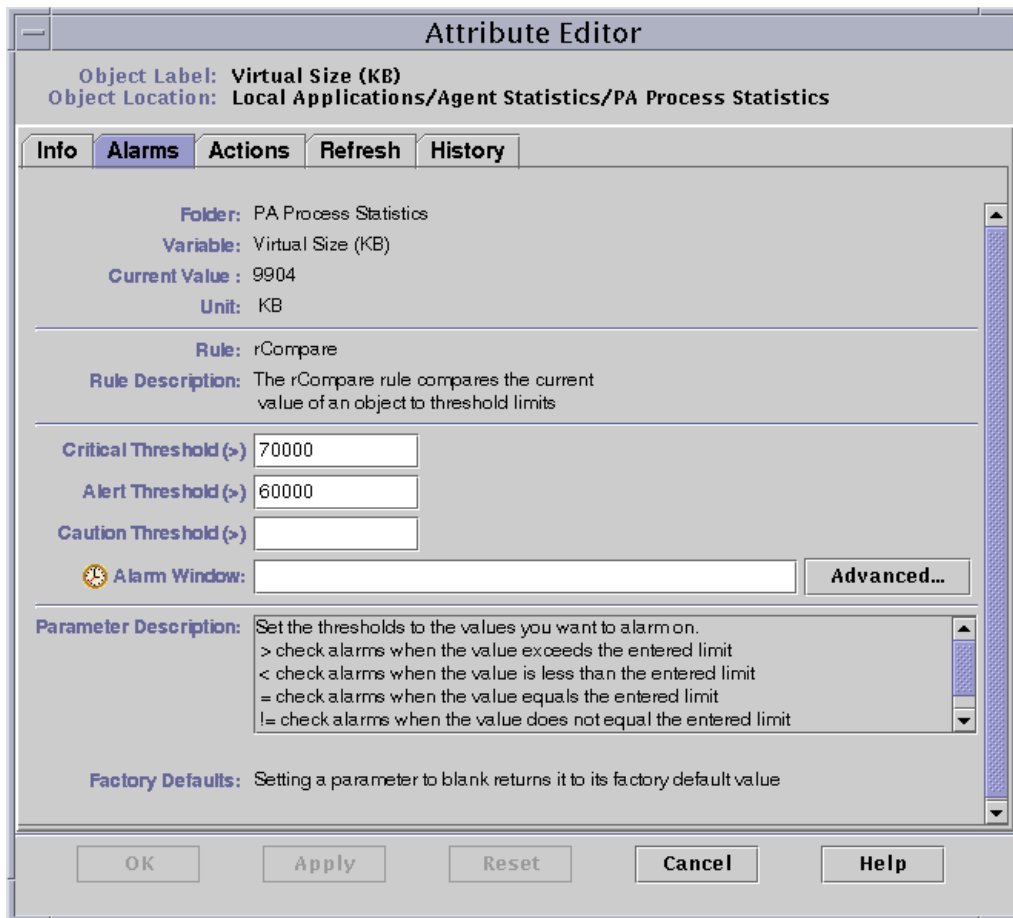 Attribute Editor
Object Label: Virtual Size (KB)
Object Location: Local Applications/Agent Statistics/PA Process Statistics
Info Alarms Actions Refresh History
Folder: PA Process Statistics
Variable: Virtual Size (KB)
Current Value : 9904
Unit: KB
Rule: rCompare
Rule Description: The rCompare rule compares the current
value of an object to threshold limits
Critical Threshold (>) 70000
Alert Threshold (>) 60000
Caution Threshold (>)
Alarm Window: Advanced...
Parameter Description: Set the thresholds to the values you want to alarm on.
> check alarms when the value exceeds the entered limit
< check alarms when the value is less than the entered limit
= check alarms when the value equals the entered limit
!= check alarms when the value does not equal the entered limit
Factory Defaults: Setting a parameter to blank returns it to its factory default value
OK Apply Reset Cancel Help